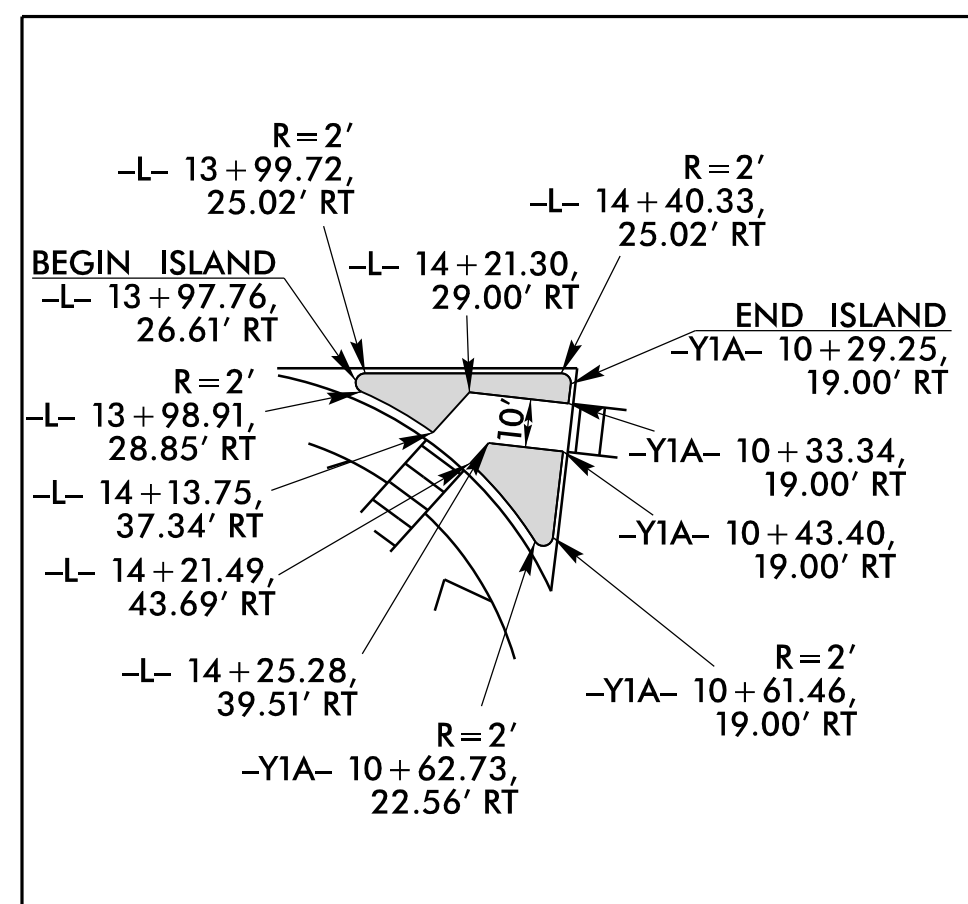 R=2'
–L– 13+99.72,
25.02' RT
R=2'
–L– 14+40.33,
25.02' RT
BEGIN ISLAND
–L– 13+97.76,
26.61' RT
–L– 14+21.30,
29.00' RT
END ISLAND
–Y1A– 10+29.25,
19.00' RT
R=2'
–L– 13+98.91,
28.85' RT
10'
–Y1A– 10+33.34,
19.00' RT
–L– 14+13.75,
37.34' RT
–Y1A– 10+43.40,
19.00' RT
–L– 14+21.49,
43.69' RT
–L– 14+25.28,
39.51' RT
R=2'
–Y1A– 10+61.46,
19.00' RT
R=2'
–Y1A– 10+62.73,
22.56' RT